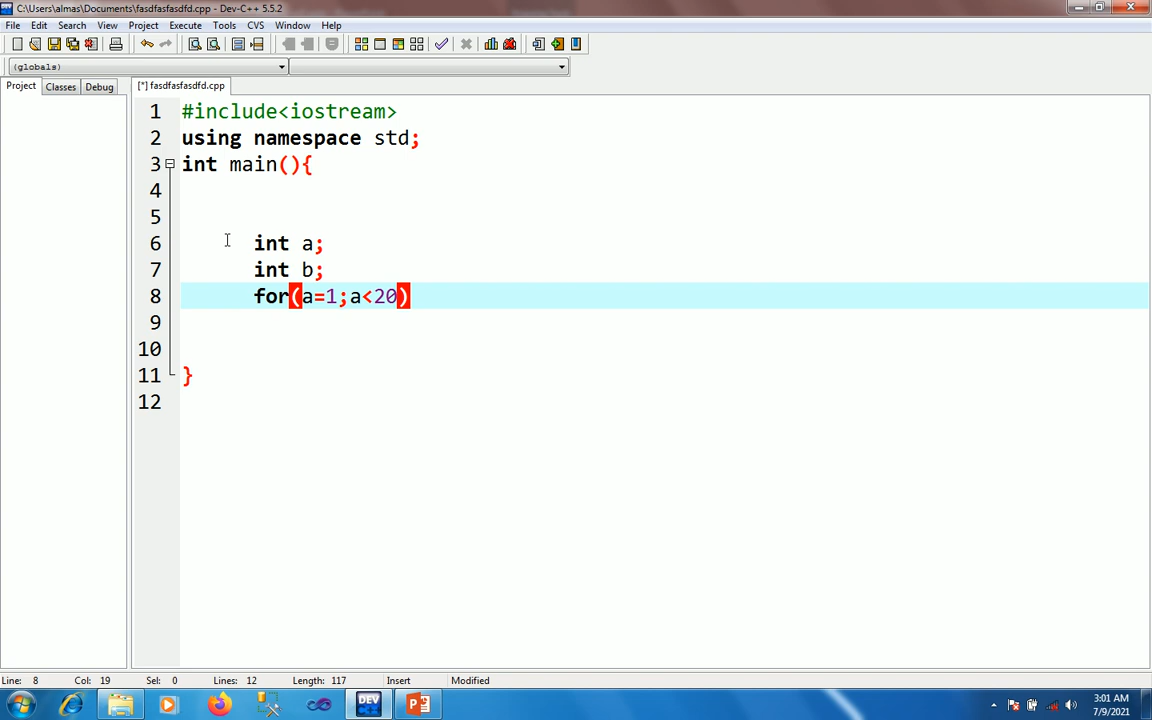 C:\Users\almas\Documents\fasdfasfasdfd.cpp - Dev-C++ 5.5.2
File Edit Search View Project Execute Tools CVS Window Help
(globals)
Project Classes Debug [*] fasdfasfasdfd.cpp
1 #include<iostream>
2 using namespace std;
3 int main(){
4
5
6 int a;
7 int b;
8 for(a=1;a<20)
9
10
11 }
12
Line: 8 Col: 19 Sel: 0 Lines: 12 Length: 117 Insert Modified
DEV C++
3:01 AM
7/9/2021